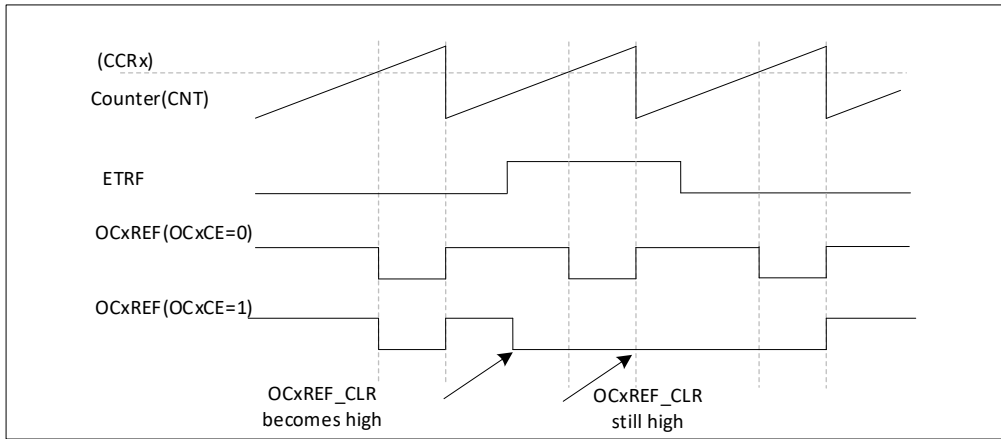 (CCRx)
Counter(CNT)
ETRF
OCxREF(OCxCE=0)
OCxREF(OCxCE=1)
OCxREF_CLR
becomes high
OCxREF_CLR
still high